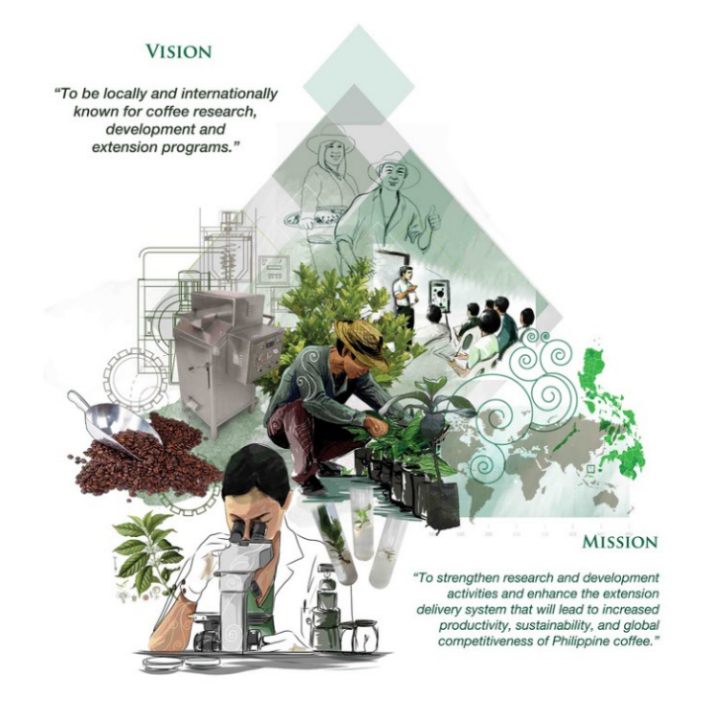 VISION
“To be locally and internationally
known for coffee research,
development and
extension programs.”
MISSION
“To strengthen research and development
activities and enhance the extension
delivery system that will lead to increased
productivity, sustainability, and global
competitiveness of Philippine coffee.”